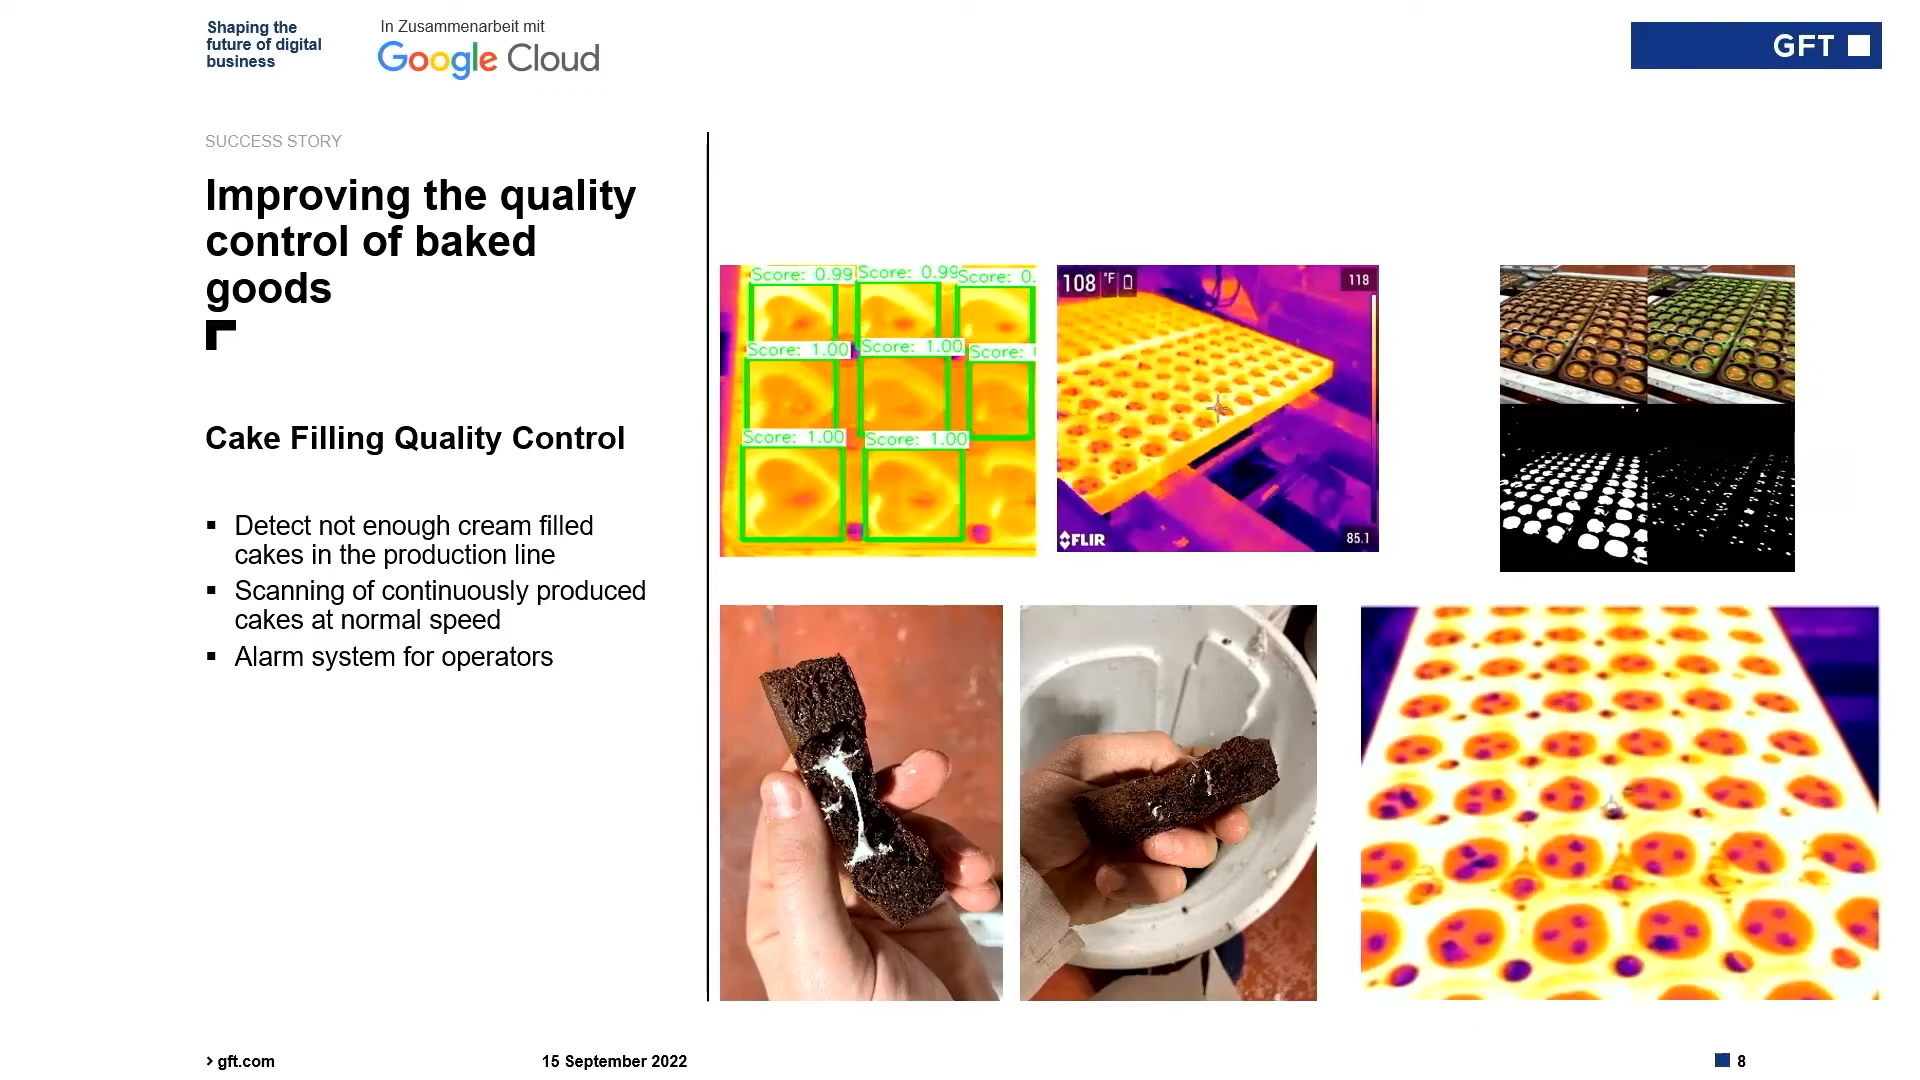 Shaping the
future of digital
business
In Zusammenarbeit mit
Google Cloud
GFT
SUCCESS STORY
Improving the quality
control of baked
goods
Cake Filling Quality Control
▪ Detect not enough cream filled
cakes in the production line
▪ Scanning of continuously produced
cakes at normal speed
▪ Alarm system for operators
Score: 0.99 Score: 0.99 Score: 0.
Score: 1.00 Score: 1.00 Score:
Score: 1.00 Score: 1.00
108 °F 118
FLIR 85.1
> gft.com
15 September 2022
8